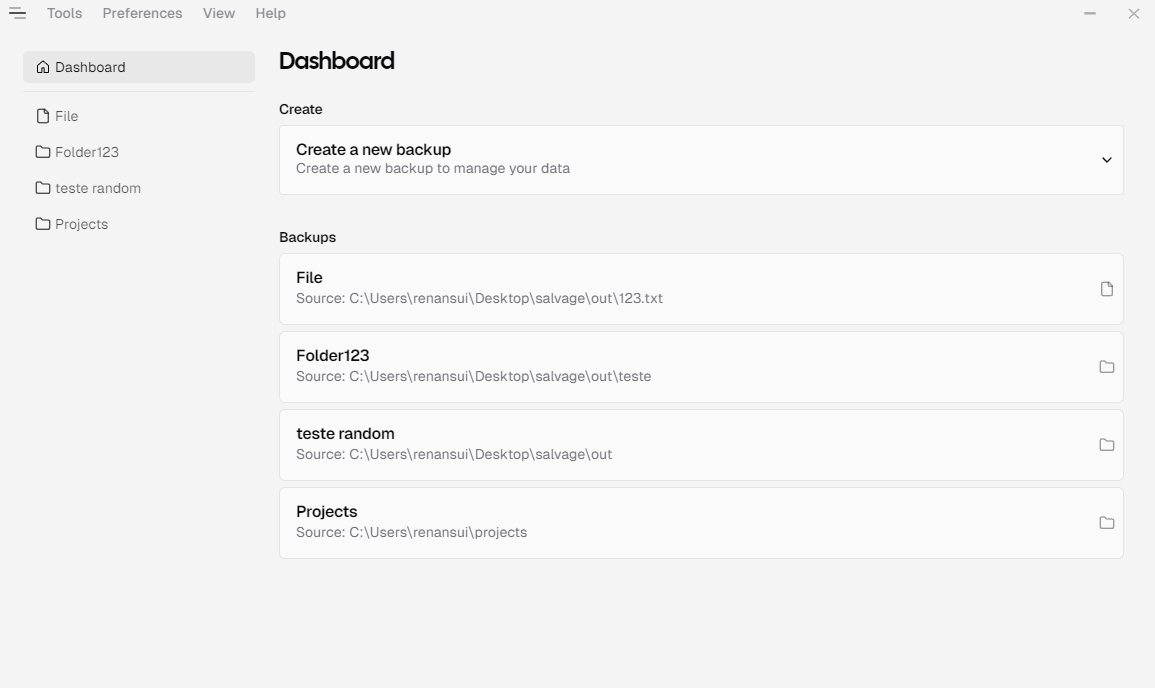 Tools Preferences View Help
Dashboard
File
Folder123
teste random
Projects
Dashboard
Create
Create a new backup
Create a new backup to manage your data
Backups
File
Source: C:\Users\renansui\Desktop\salvage\out\123.txt
Folder123
Source: C:\Users\renansui\Desktop\salvage\out\teste
teste random
Source: C:\Users\renansui\Desktop\salvage\out
Projects
Source: C:\Users\renansui\projects